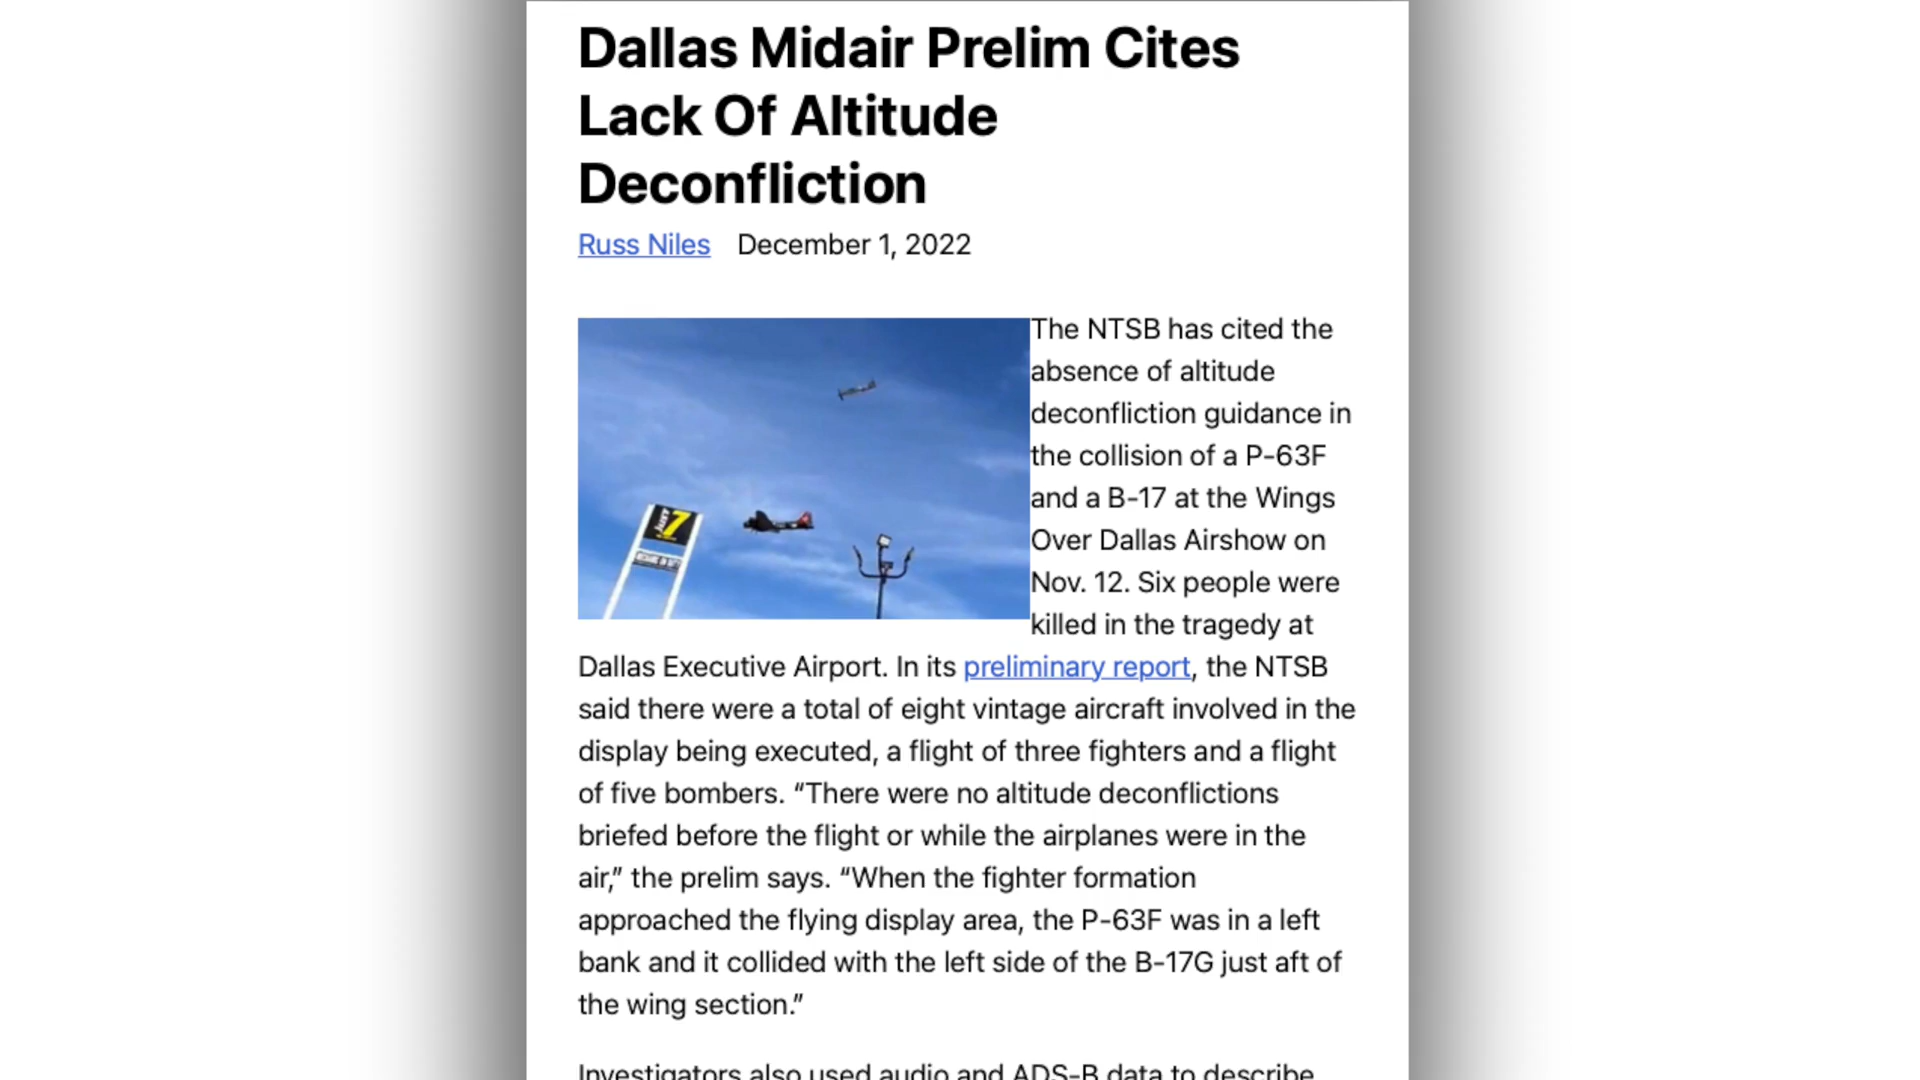 Dallas Midair Prelim Cites
Lack Of Altitude
Deconfliction
Russ Niles December 1, 2022
The NTSB has cited the
absence of altitude
deconfliction guidance in
the collision of a P-63F
and a B-17 at the Wings
Over Dallas Airshow on
Nov. 12. Six people were
killed in the tragedy at
7
Dallas Executive Airport. In its preliminary report, the NTSB
said there were a total of eight vintage aircraft involved in the
display being executed, a flight of three fighters and a flight
of five bombers. “There were no altitude deconflictions
briefed before the flight or while the airplanes were in the
air,” the prelim says. “When the fighter formation
approached the flying display area, the P-63F was in a left
bank and it collided with the left side of the B-17G just aft of
the wing section.”
Investigators also used audio and ADS-B data to describe